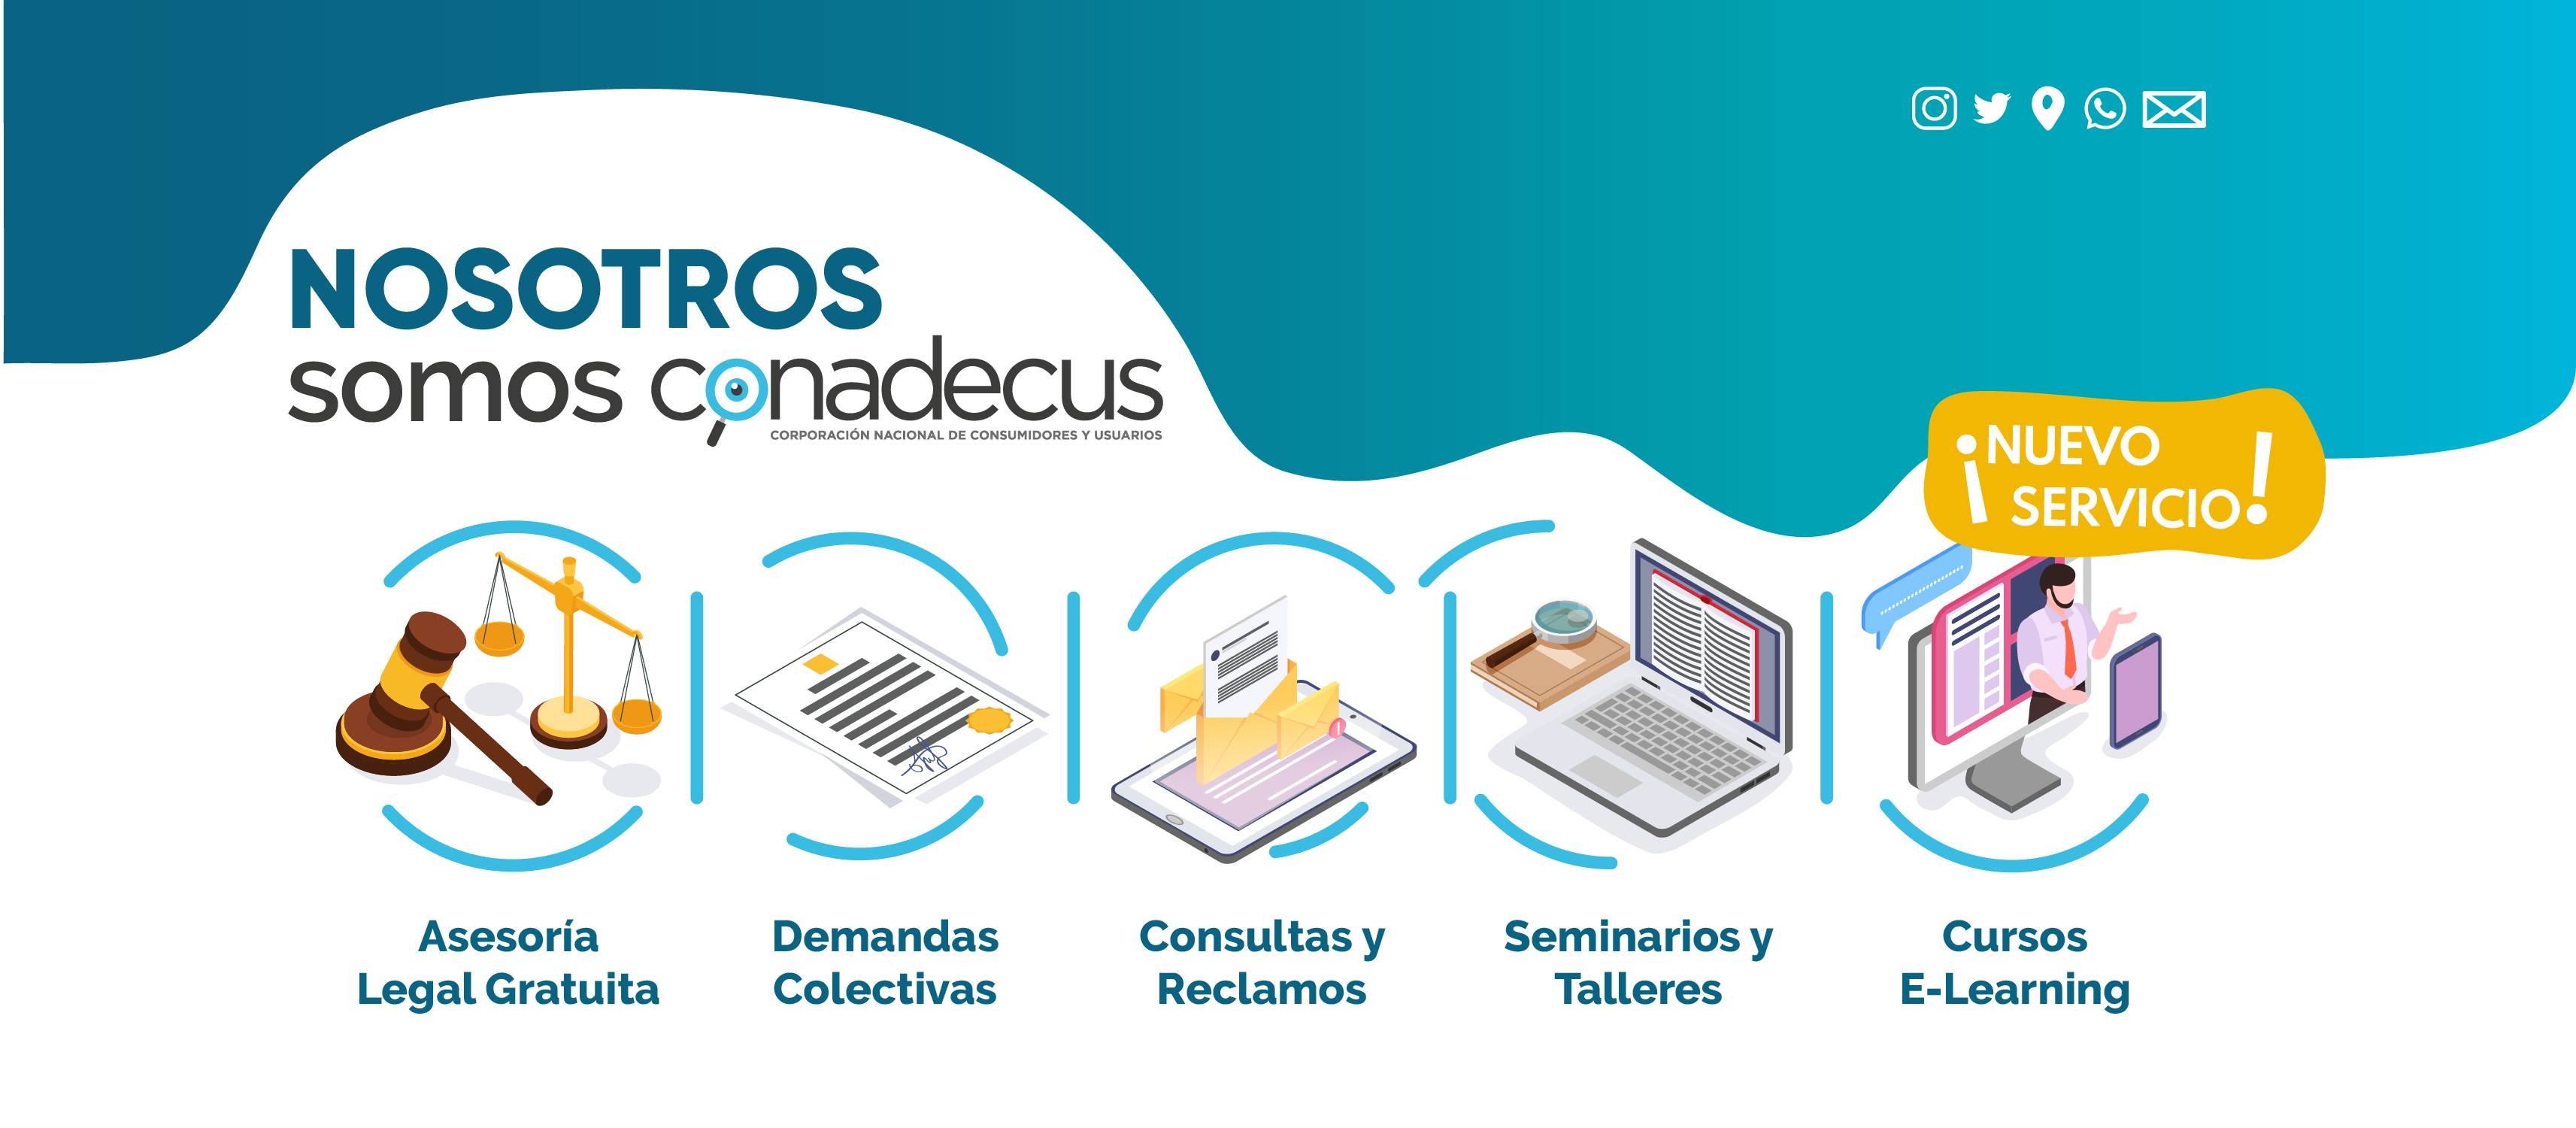 NOSOTROS
somos conadecus
CORPORACIÓN NACIONAL DE CONSUMIDORES Y USUARIOS
¡NUEVO
SERVICIO!
Asesoría
Legal Gratuita
Demandas
Colectivas
Consultas y
Reclamos
Seminarios y
Talleres
Cursos
E-Learning